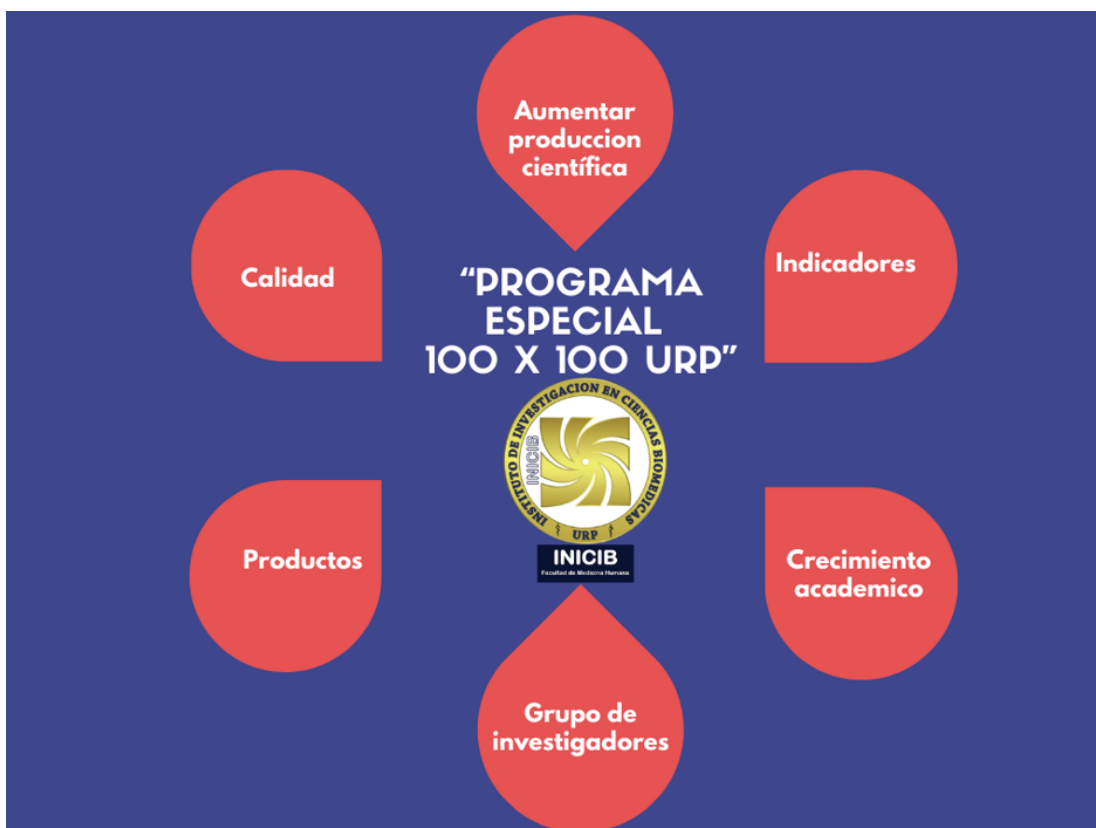 Aumentar
produccion
científica
Calidad
Indicadores
“PROGRAMA
ESPECIAL
100 X 100 URP”
INSTITUTO DE INVESTIGACION EN CIENCIAS BIOMEDICAS
INICIB
URP
INICIB
Facultad de Medicina Humana
Productos
Crecimiento
academico
Grupo de
investigadores